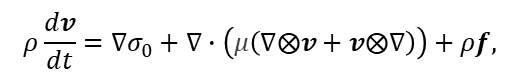 ρ d𝒗/dt = ∇σ₀ + ∇ · (μ(∇⊗𝒗 + 𝒗⊗∇)) + ρ𝒇,